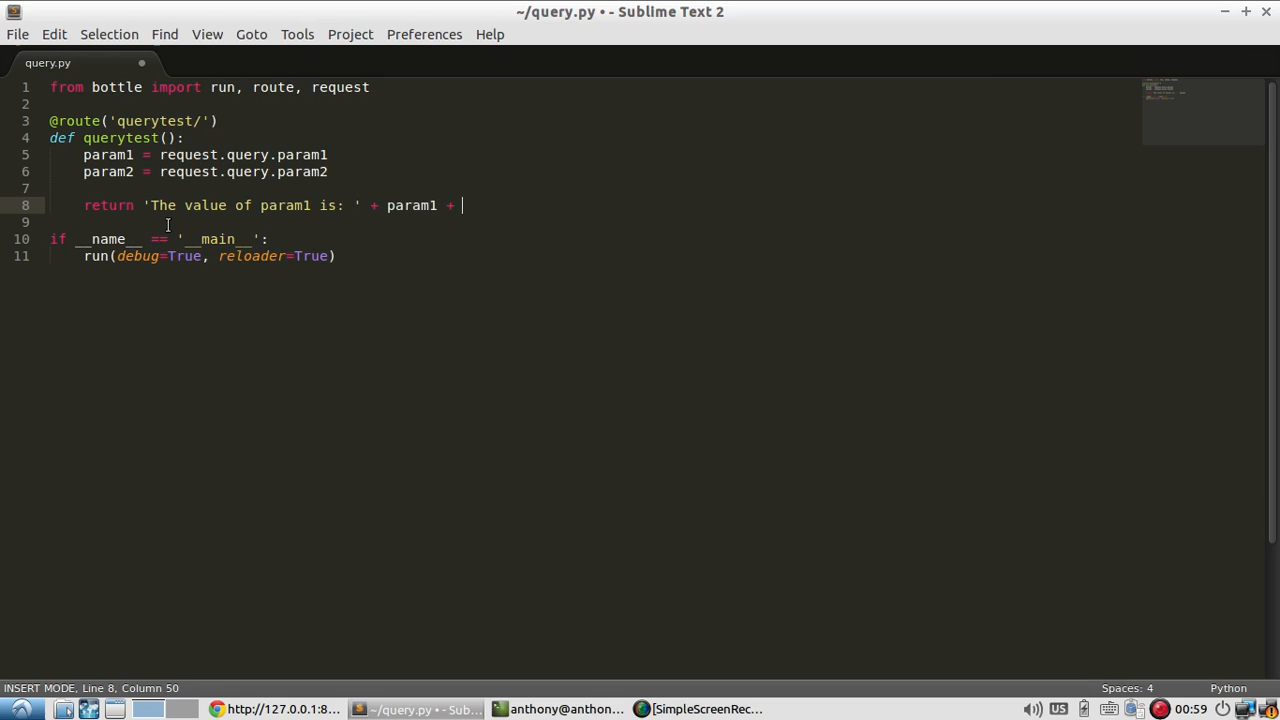 ~/query.py • - Sublime Text 2
File Edit Selection Find View Goto Tools Project Preferences Help
query.py
1 from bottle import run, route, request
2
3 @route('querytest/')
4 def querytest():
5 param1 = request.query.param1
6 param2 = request.query.param2
7
8 return 'The value of param1 is: ' + param1 +
9
10 if __name__ == '__main__':
11 run(debug=True, reloader=True)
INSERT MODE, Line 8, Column 50 Spaces: 4 Python
http://127.0.0.1:8... ~/query.py • - Sub... anthony@anthon... [SimpleScreenRec... US 00:59